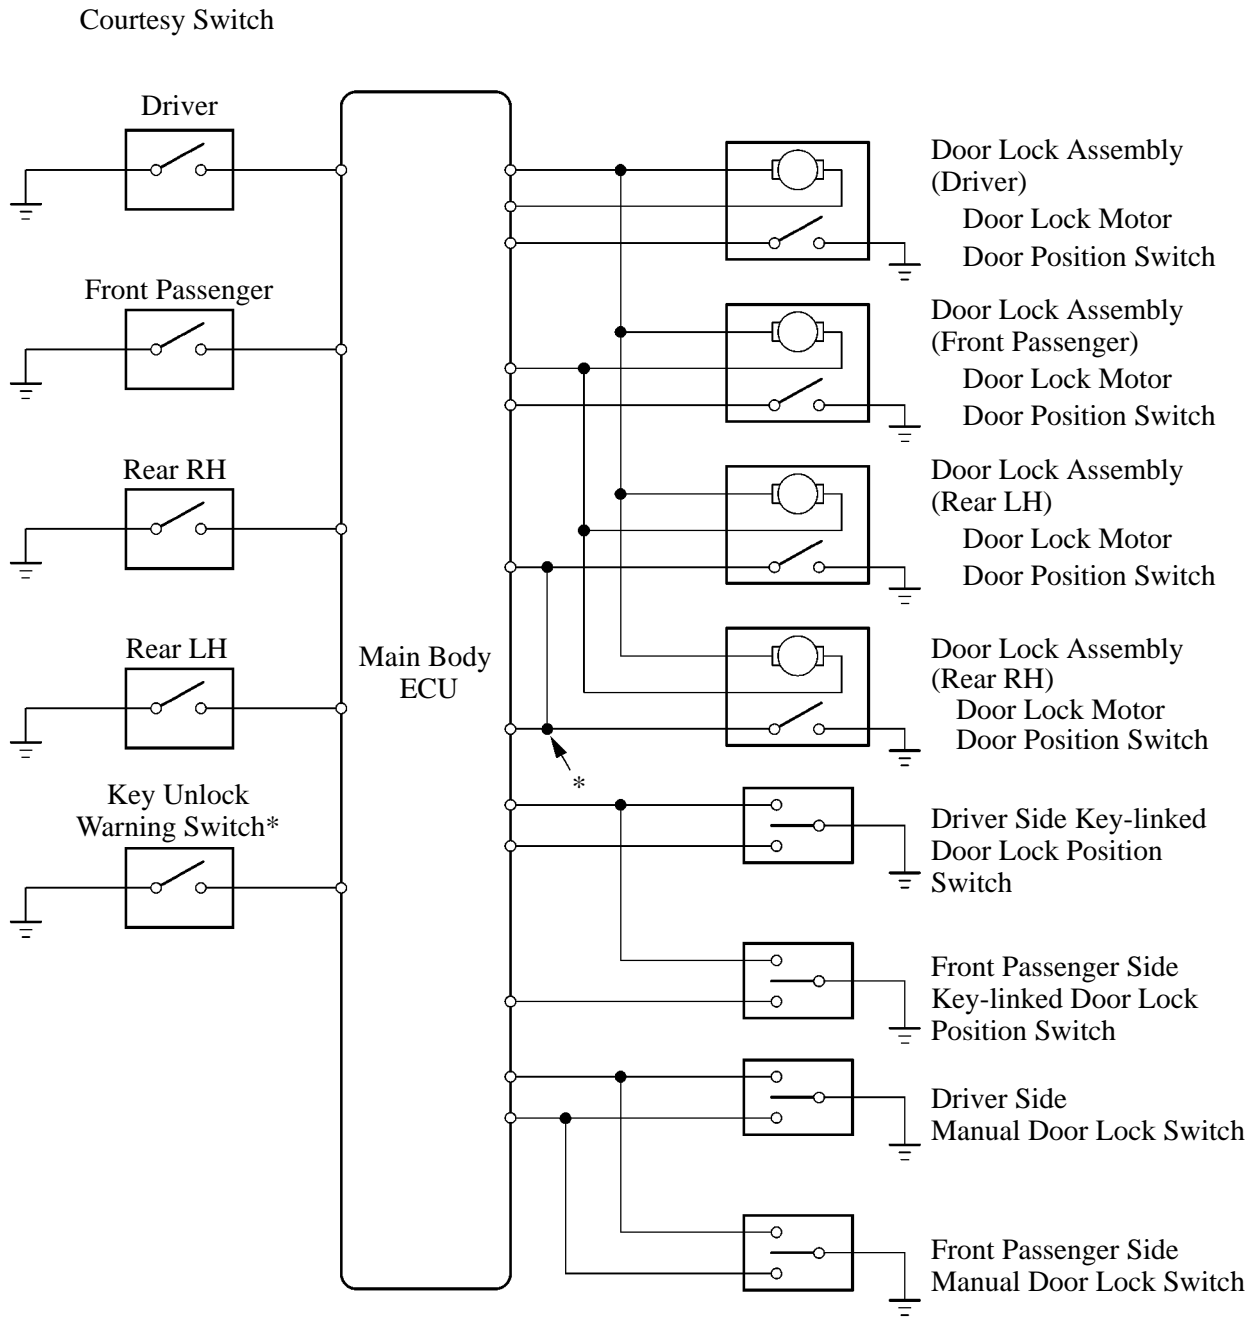 Courtesy Switch
Driver
Front Passenger
Rear RH
Rear LH
Key Unlock
Warning Switch*
Main Body
ECU
Door Lock Assembly
(Driver)
Door Lock Motor
Door Position Switch
Door Lock Assembly
(Front Passenger)
Door Lock Motor
Door Position Switch
Door Lock Assembly
(Rear LH)
Door Lock Motor
Door Position Switch
Door Lock Assembly
(Rear RH)
Door Lock Motor
Door Position Switch
*
Driver Side Key-linked
Door Lock Position
Switch
Front Passenger Side
Key-linked Door Lock
Position Switch
Driver Side
Manual Door Lock Switch
Front Passenger Side
Manual Door Lock Switch